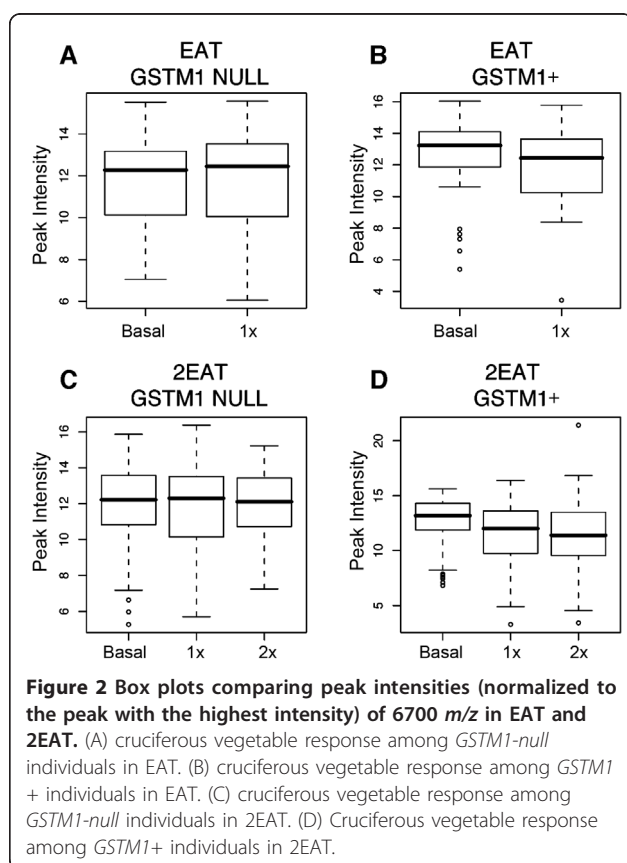 A
EAT
GSTM1 NULL
Peak Intensity
14
12
10
8
6
Basal
1x
B
EAT
GSTM1+
Peak Intensity
16
14
12
10
8
6
4
Basal
1x
C
2EAT
GSTM1 NULL
Peak Intensity
16
14
12
10
8
6
Basal
1x
2x
D
2EAT
GSTM1+
Peak Intensity
20
15
10
5
Basal
1x
2x
Figure 2 Box plots comparing peak intensities (normalized to
the peak with the highest intensity) of 6700 m/z in EAT and
2EAT. (A) cruciferous vegetable response among GSTM1-null
individuals in EAT. (B) cruciferous vegetable response among GSTM1
+ individuals in EAT. (C) cruciferous vegetable response among
GSTM1-null individuals in 2EAT. (D) Cruciferous vegetable response
among GSTM1+ individuals in 2EAT.